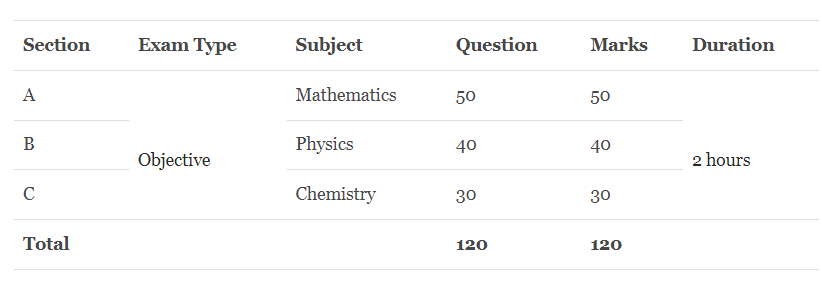 Section Exam Type Subject Question Marks Duration
A Mathematics 50 50
B Physics 40 40
Objective 2 hours
C Chemistry 30 30
Total 120 120